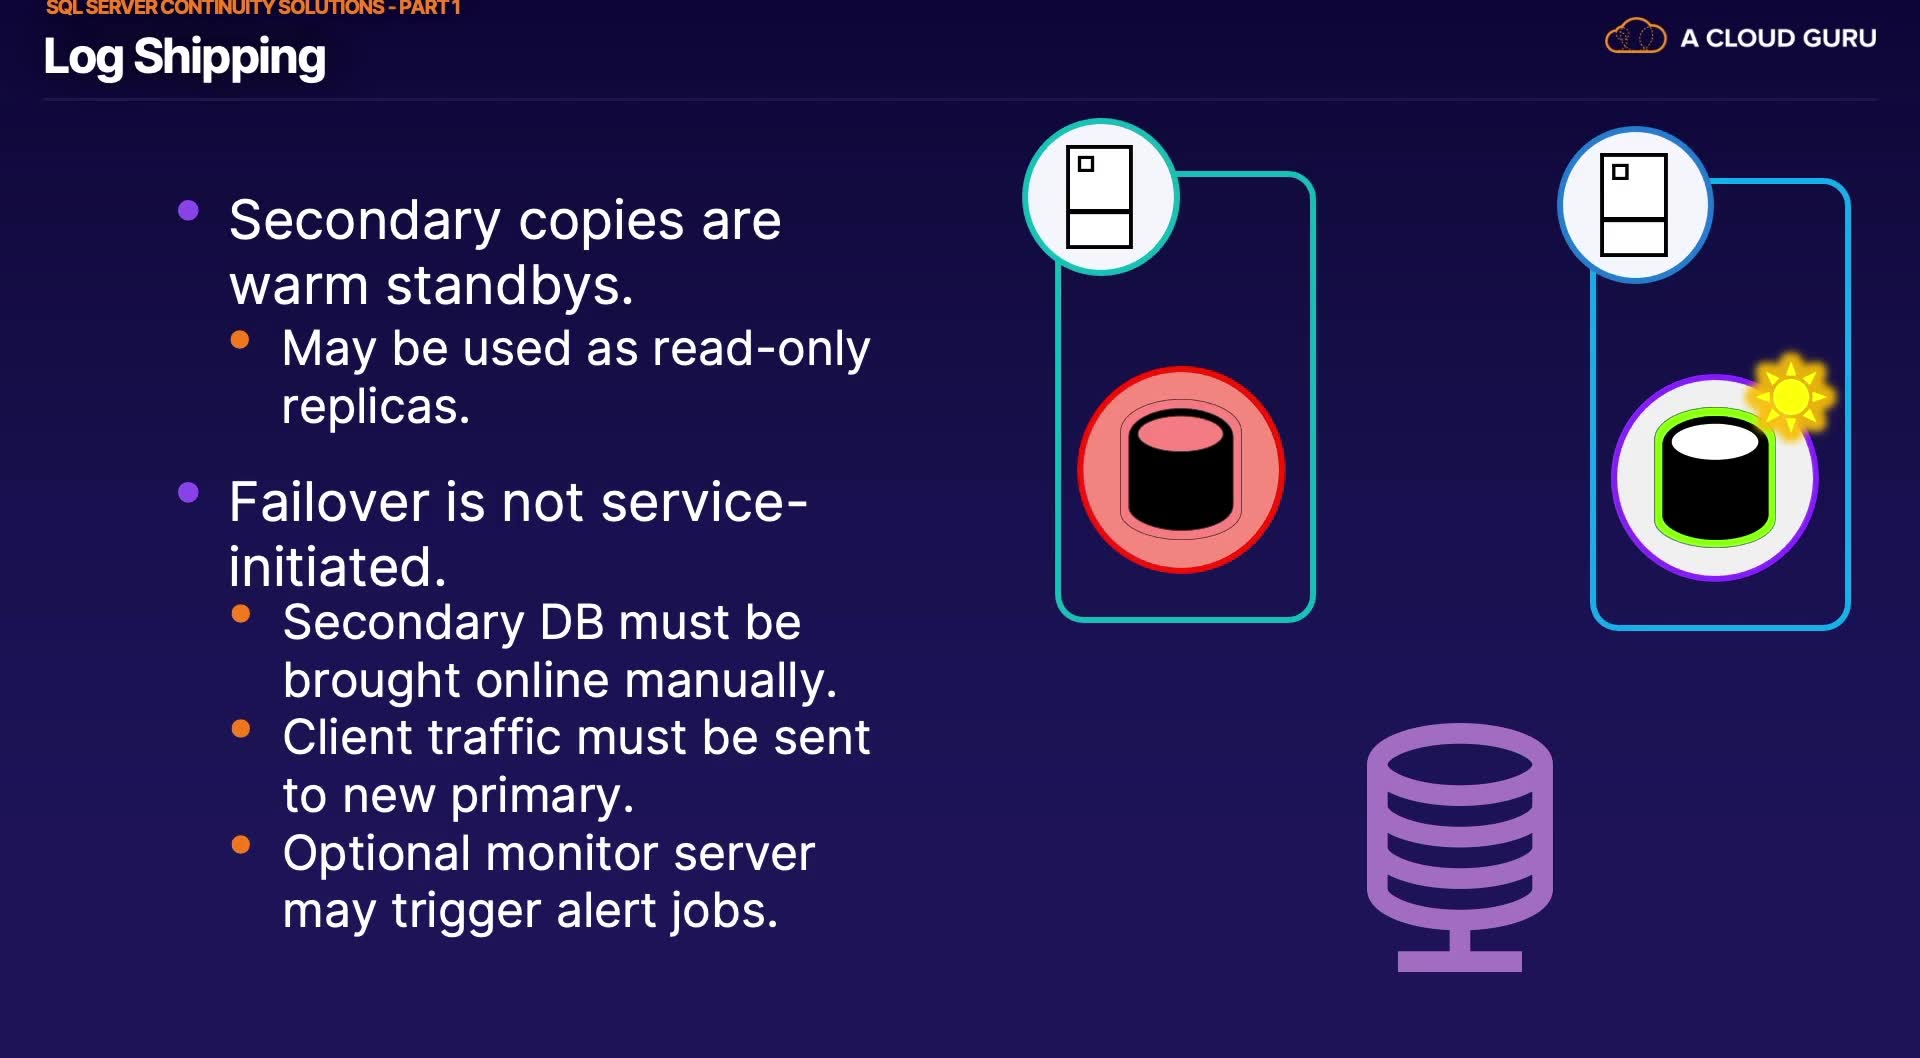 SQL SERVER CONTINUITY SOLUTIONS - PART 1
Log Shipping
A CLOUD GURU
Secondary copies are
warm standbys.
May be used as read-only
replicas.
Failover is not service-
initiated.
Secondary DB must be
brought online manually.
Client traffic must be sent
to new primary.
Optional monitor server
may trigger alert jobs.